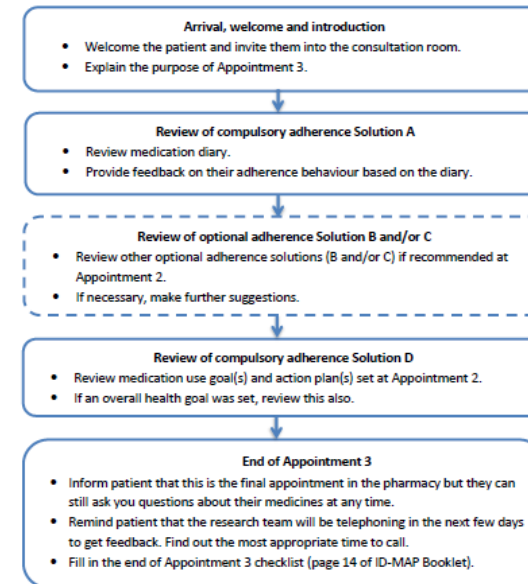 Arrival, welcome and introduction
• Welcome the patient and invite them into the consultation room.
• Explain the purpose of Appointment 3.
Review of compulsory adherence Solution A
• Review medication diary.
• Provide feedback on their adherence behaviour based on the diary.
Review of optional adherence Solution B and/or C
• Review other optional adherence solutions (B and/or C) if recommended at
Appointment 2.
• If necessary, make further suggestions.
Review of compulsory adherence Solution D
• Review medication use goal(s) and action plan(s) set at Appointment 2.
• If an overall health goal was set, review this also.
End of Appointment 3
• Inform patient that this is the final appointment in the pharmacy but they can
still ask you questions about their medicines at any time.
• Remind patient that the research team will be telephoning in the next few days
to get feedback. Find out the most appropriate time to call.
• Fill in the end of Appointment 3 checklist (page 14 of ID-MAP Booklet).